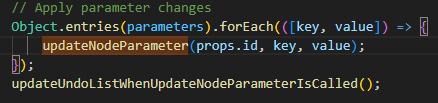 // Apply parameter changes
Object.entries(parameters).forEach(([key, value]) => {
    updateNodeParameter(props.id, key, value);
});
updateUndoListWhenUpdateNodeParameterIsCalled();